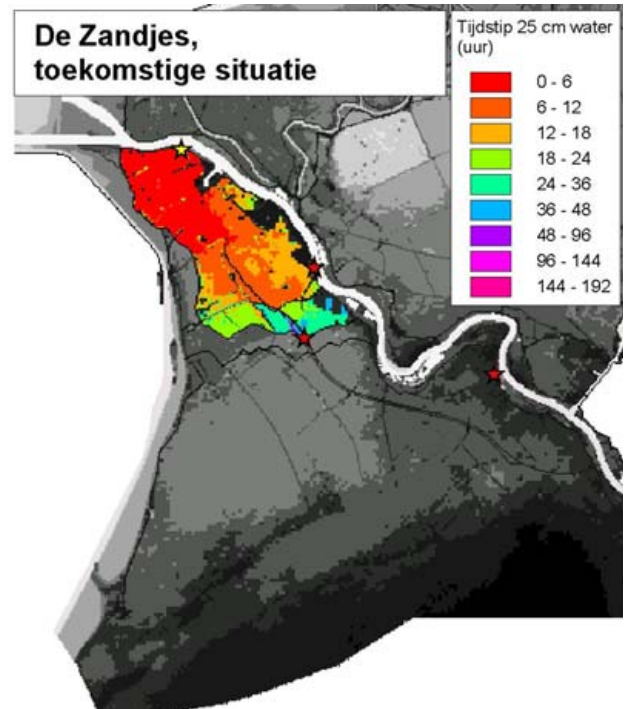 De Zandjes,
toekomstige situatie
Tijdstip 25 cm water
(uur)
0 - 6
6 - 12
12 - 18
18 - 24
24 - 36
36 - 48
48 - 96
96 - 144
144 - 192